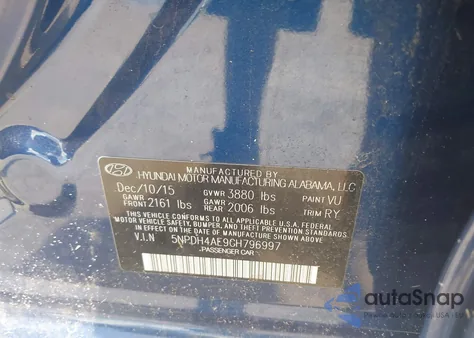 MANUFACTURED BY
HYUNDAI MOTOR MANUFACTURING ALABAMA, LLC
Dec/10/15 GVWR 3880 lbs PAINT VU
GAWR FRONT 2161 lbs GAWR REAR 2006 lbs TRIM RY
THIS VEHICLE CONFORMS TO ALL APPLICABLE U.S.A. FEDERAL
MOTOR VEHICLE SAFETY, BUMPER, AND THEFT PREVENTION STANDARDS
IN EFFECT ON THE DATE OF MANUFACTURE SHOWN ABOVE.
V.I.N 5NPDH4AE9GH796997
PASSENGER CAR
autoSnap